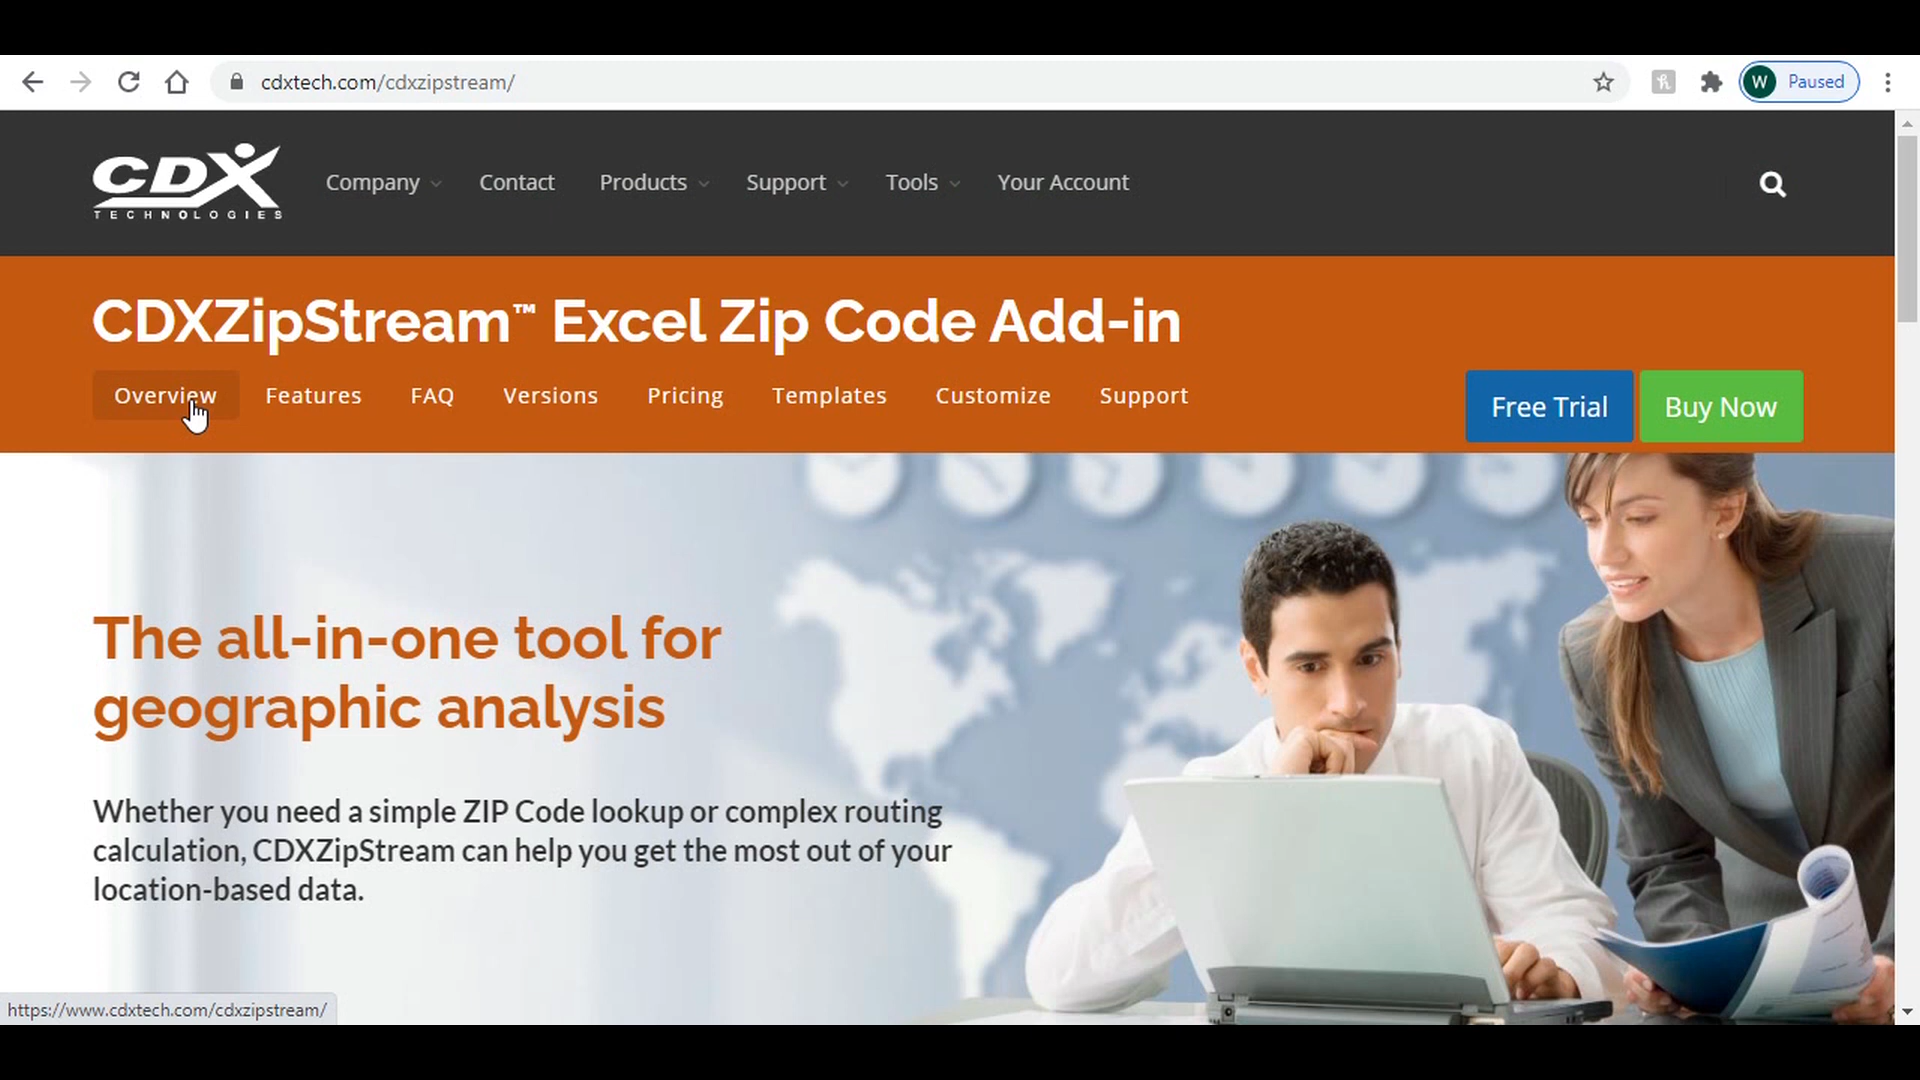 cdxtech.com/cdxzipstream/
W Paused
CDX
TECHNOLOGIES
Company Contact Products Support Tools Your Account
CDXZipStream™ Excel Zip Code Add-in
Overview Features FAQ Versions Pricing Templates Customize Support
Free Trial Buy Now
The all-in-one tool for
geographic analysis
Whether you need a simple ZIP Code lookup or complex routing
calculation, CDXZipStream can help you get the most out of your
location-based data.
https://www.cdxtech.com/cdxzipstream/